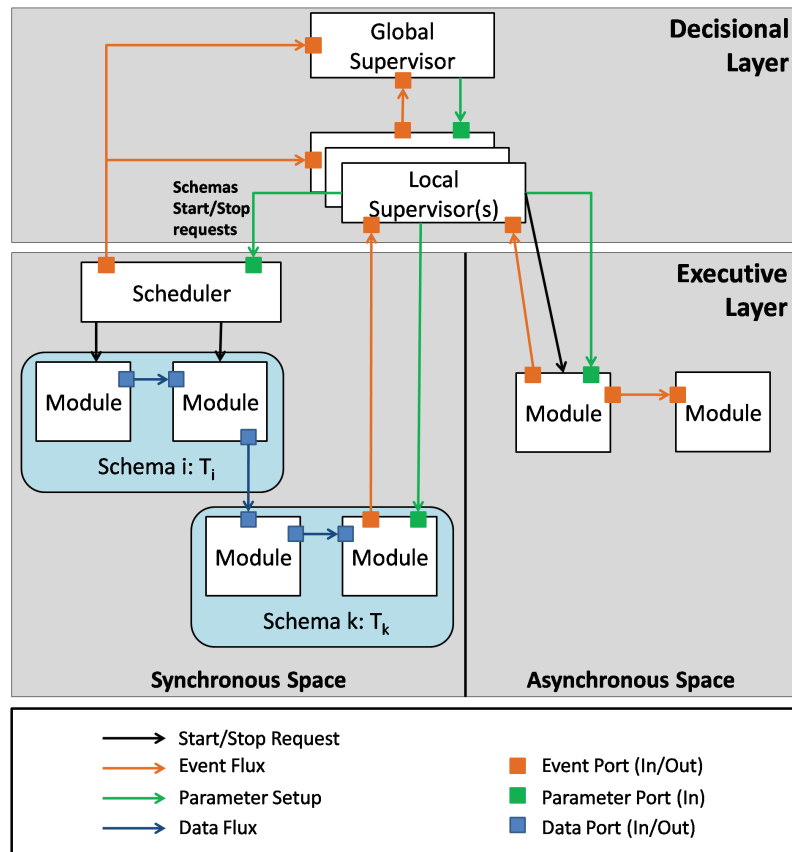 Global
Supervisor
Decisional
Layer
Schemas
Start/Stop
requests
Local
Supervisor(s)
Scheduler
Executive
Layer
Module
Module
Schema i: Ti
Module
Module
Module
Module
Schema k: Tk
Synchronous Space
Asynchronous Space
Start/Stop Request
Event Flux
Parameter Setup
Data Flux
Event Port (In/Out)
Parameter Port (In)
Data Port (In/Out)